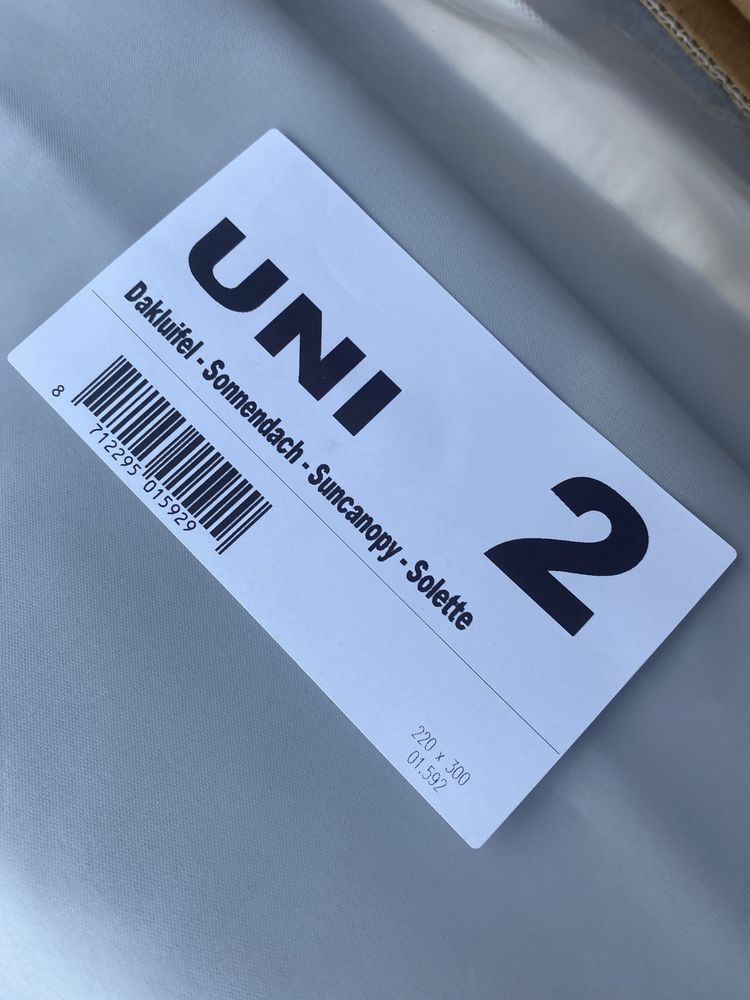 UNI 2
Dakluifel - Sonnendach - Suncanopy - Solette
8 712295 015929
220 x 300
01.592